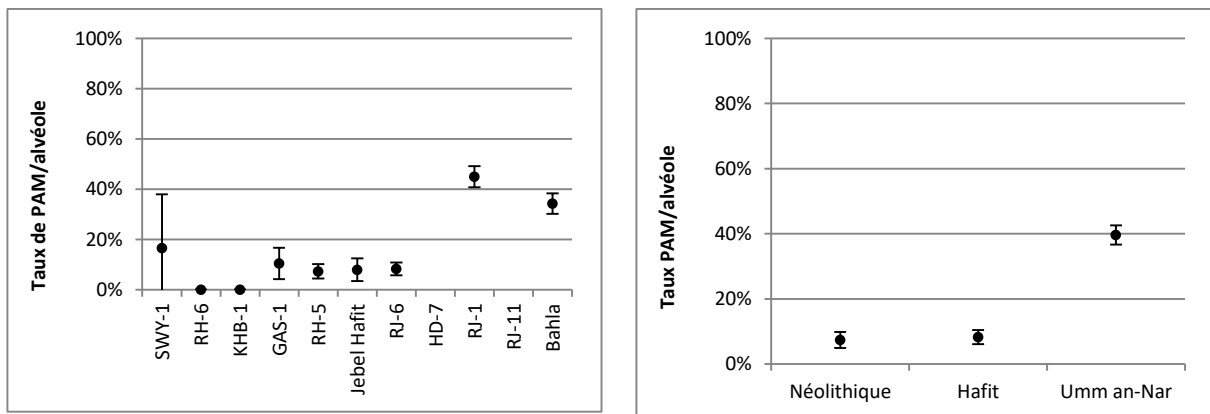 Taux de PAM/alvéole
100%
80%
60%
40%
20%
0%
SWY-1
RH-6
KHB-1
GAS-1
RH-5
Jebel Hafit
RJ-6
HD-7
RJ-1
RJ-11
Bahla
Taux PAM/alvéole
100%
80%
60%
40%
20%
0%
Néolithique
Hafit
Umm an-Nar